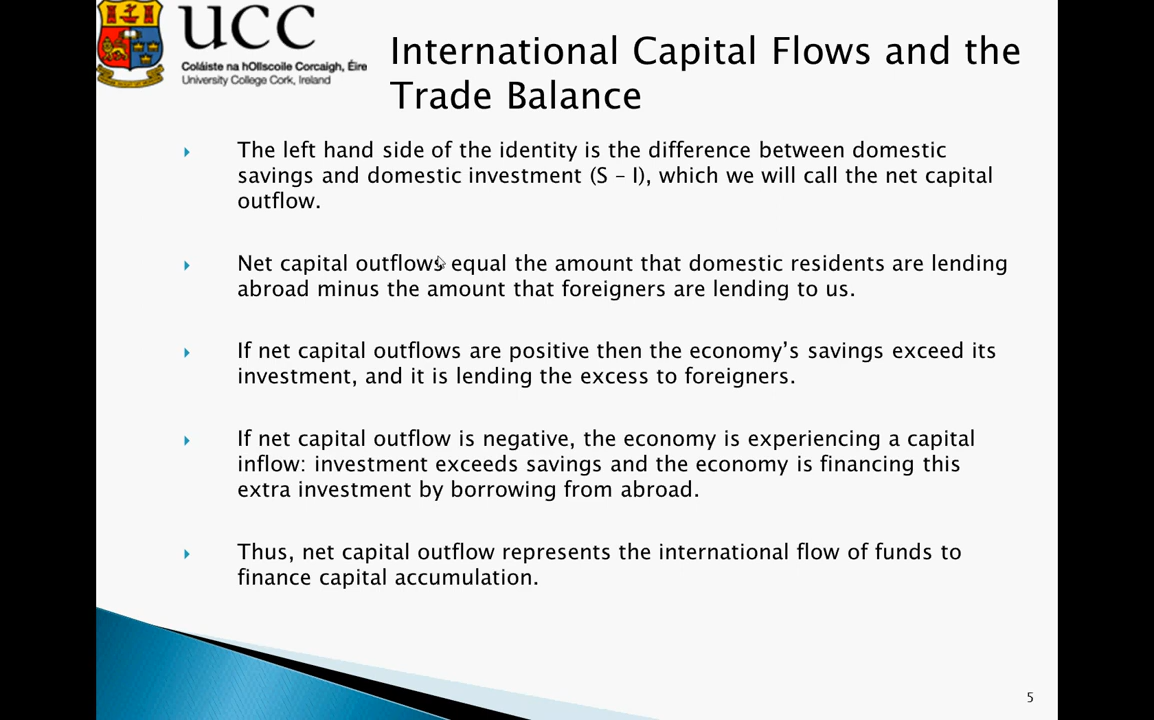 UCC
Coláiste na hOllscoile Corcaigh, Éire
University College Cork, Ireland
International Capital Flows and the
Trade Balance
The left hand side of the identity is the difference between domestic
savings and domestic investment (S – I), which we will call the net capital
outflow.
Net capital outflows equal the amount that domestic residents are lending
abroad minus the amount that foreigners are lending to us.
If net capital outflows are positive then the economy’s savings exceed its
investment, and it is lending the excess to foreigners.
If net capital outflow is negative, the economy is experiencing a capital
inflow: investment exceeds savings and the economy is financing this
extra investment by borrowing from abroad.
Thus, net capital outflow represents the international flow of funds to
finance capital accumulation.
5